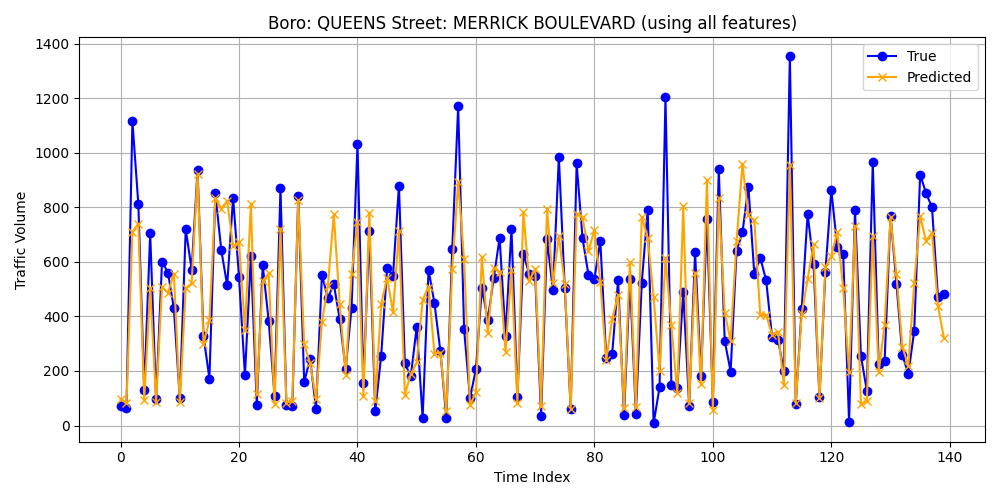 Boro: QUEENS Street: MERRICK BOULEVARD (using all features)
True
Predicted
Traffic Volume
1400
1200
1000
800
600
400
200
0
0 20 40 60 80 100 120 140
Time Index